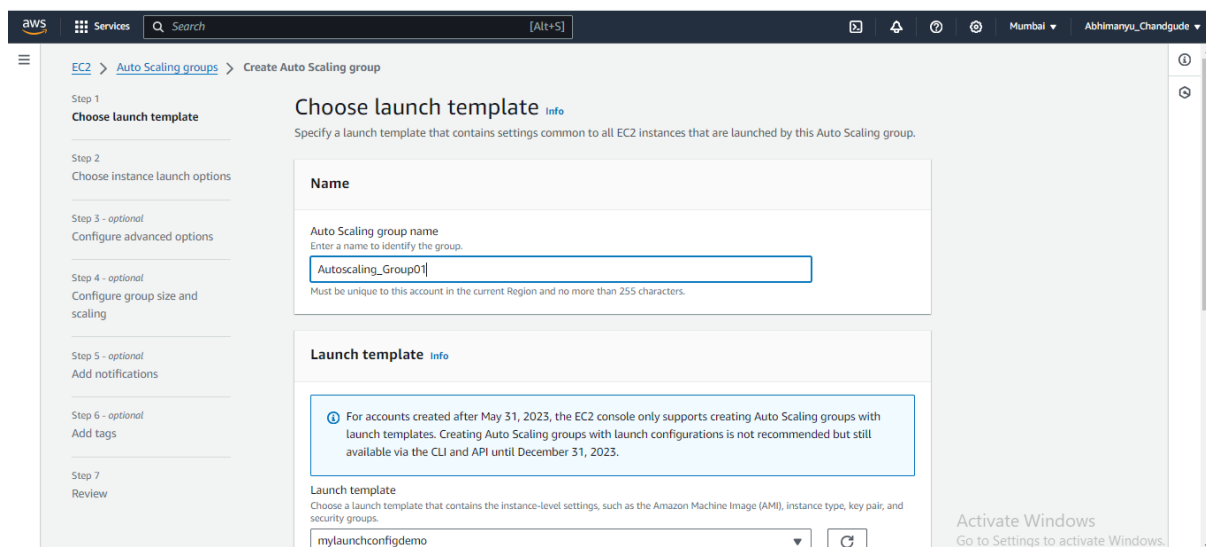 aws Services Search [Alt+S] Mumbai Abhimanyu_Chandgude
EC2 > Auto Scaling groups > Create Auto Scaling group
Step 1
Choose launch template
Step 2
Choose instance launch options
Step 3 - optional
Configure advanced options
Step 4 - optional
Configure group size and
scaling
Step 5 - optional
Add notifications
Step 6 - optional
Add tags
Step 7
Review
Choose launch template Info
Specify a launch template that contains settings common to all EC2 instances that are launched by this Auto Scaling group.
Name
Auto Scaling group name
Enter a name to identify the group.
Autoscaling_Group01
Must be unique to this account in the current Region and no more than 255 characters.
Launch template Info
For accounts created after May 31, 2023, the EC2 console only supports creating Auto Scaling groups with
launch templates. Creating Auto Scaling groups with launch configurations is not recommended but still
available via the CLI and API until December 31, 2023.
Launch template
Choose a launch template that contains the instance-level settings, such as the Amazon Machine Image (AMI), instance type, key pair, and
security groups.
mylaunchconfigdemo
Activate Windows
Go to Settings to activate Windows.